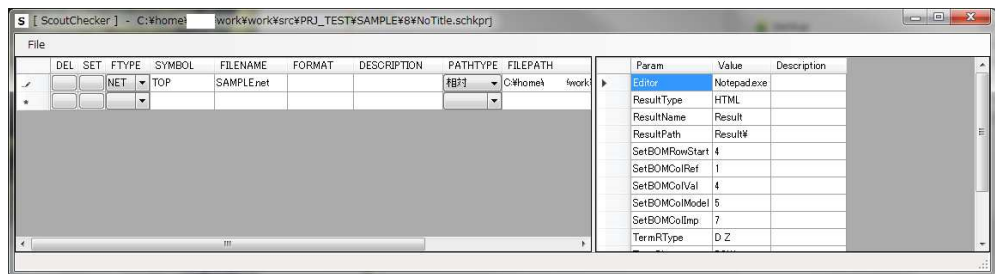 S [ ScoutChecker ] - C:¥home¥ ¥work¥work¥src¥PRJ_TEST¥SAMPLE¥8¥NoTitle.schkprj
File
DEL SET FTYPE SYMBOL FILENAME FORMAT DESCRIPTION PATHTYPE FILEPATH
NET TOP SAMPLE.net 相対 C:¥home¥ ¥work¥
Param Value Description
Editor Notepad.exe
ResultType HTML
ResultName Result
ResultPath Result¥
SetBOMRowStart 4
SetBOMColRef 1
SetBOMColVal 4
SetBOMColModel 5
SetBOMColImp 7
TermRType D Z